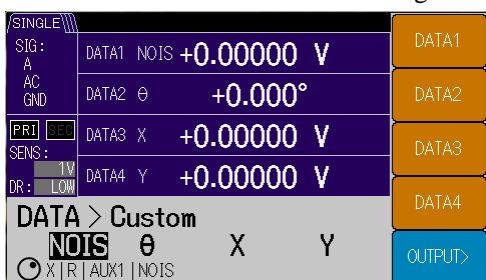 SINGLE
SIG:
A
AC
GND
PRI SEC
SENS:
1V
DR: LOW
DATA1 NOIS +0.00000 V
DATA2 θ +0.000°
DATA3 X +0.00000 V
DATA4 Y +0.00000 V
DATA > Custom
NOIS θ X Y
X|R|AUX1|NOIS
DATA1
DATA2
DATA3
DATA4
OUTPUT>